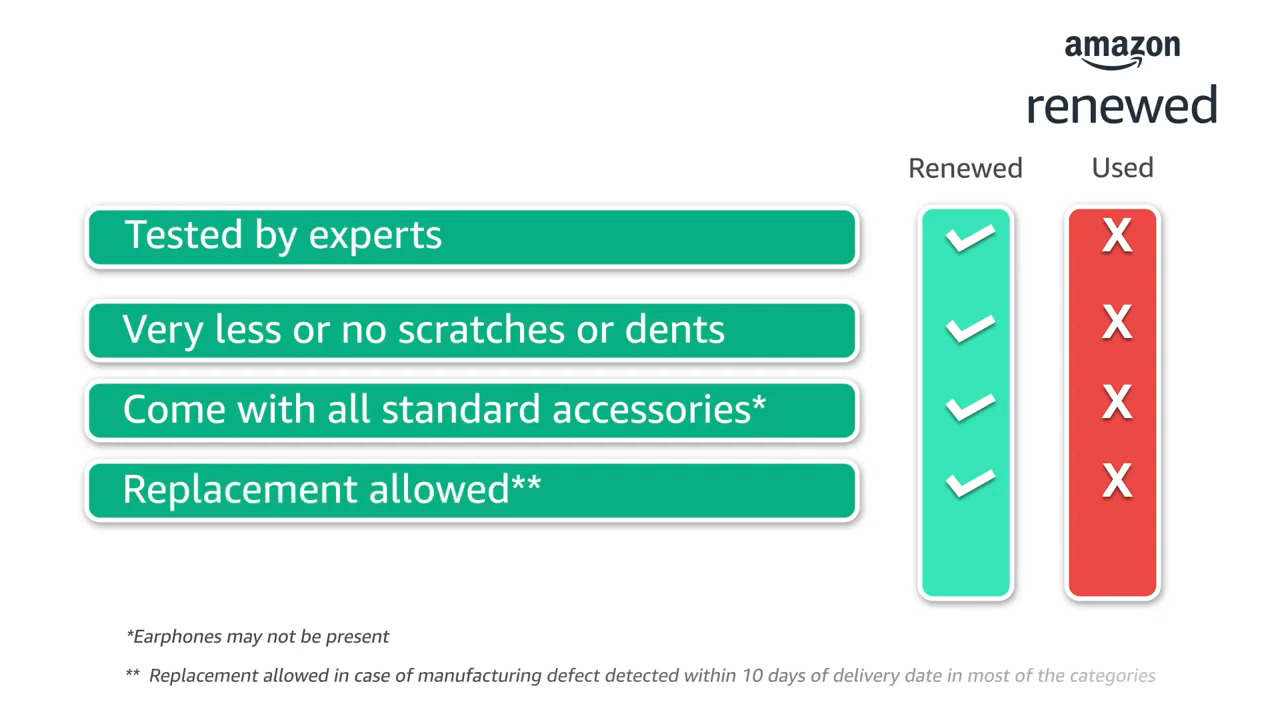 amazon
renewed
Renewed Used
Tested by experts X
Very less or no scratches or dents X
Come with all standard accessories* X
Replacement allowed** X
*Earphones may not be present
** Replacement allowed in case of manufacturing defect detected within 10 days of delivery date in most of the categories